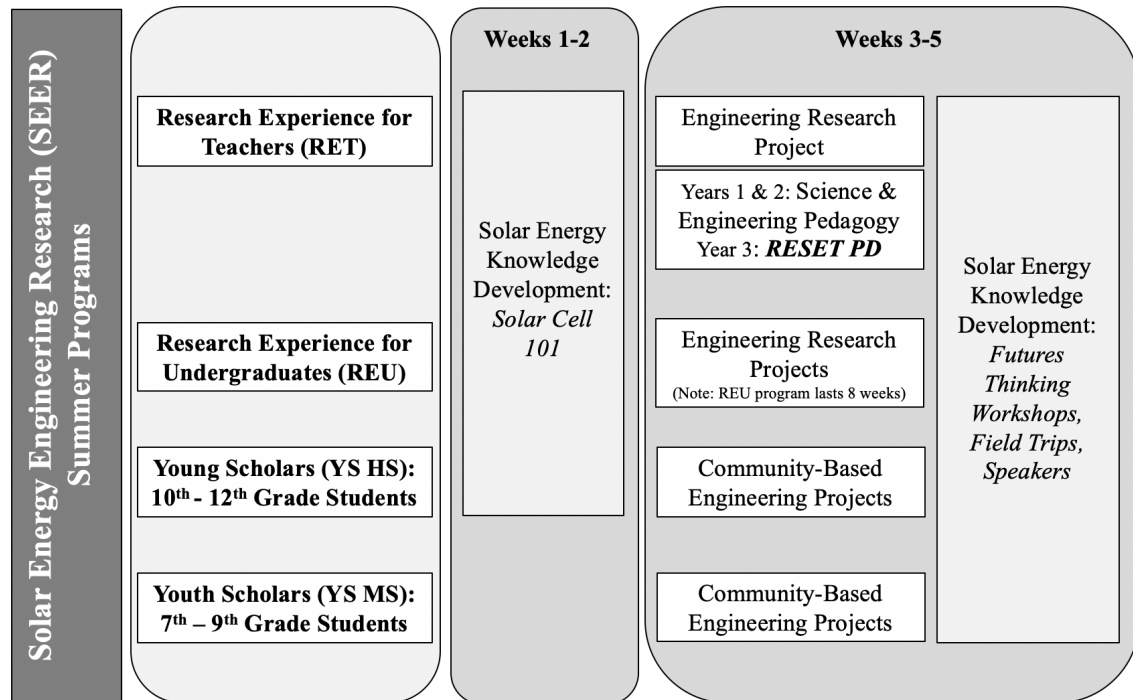 Solar Energy Engineering Research (SEER)
Summer Programs
Research Experience for
Teachers (RET)
Research Experience for
Undergraduates (REU)
Young Scholars (YS HS):
10th - 12th Grade Students
Youth Scholars (YS MS):
7th – 9th Grade Students
Weeks 1-2
Solar Energy
Knowledge
Development:
Solar Cell
101
Weeks 3-5
Engineering Research
Project
Years 1 & 2: Science &
Engineering Pedagogy
Year 3: RESET PD
Engineering Research
Projects
(Note: REU program lasts 8 weeks)
Community-Based
Engineering Projects
Community-Based
Engineering Projects
Solar Energy
Knowledge
Development:
Futures
Thinking
Workshops,
Field Trips,
Speakers